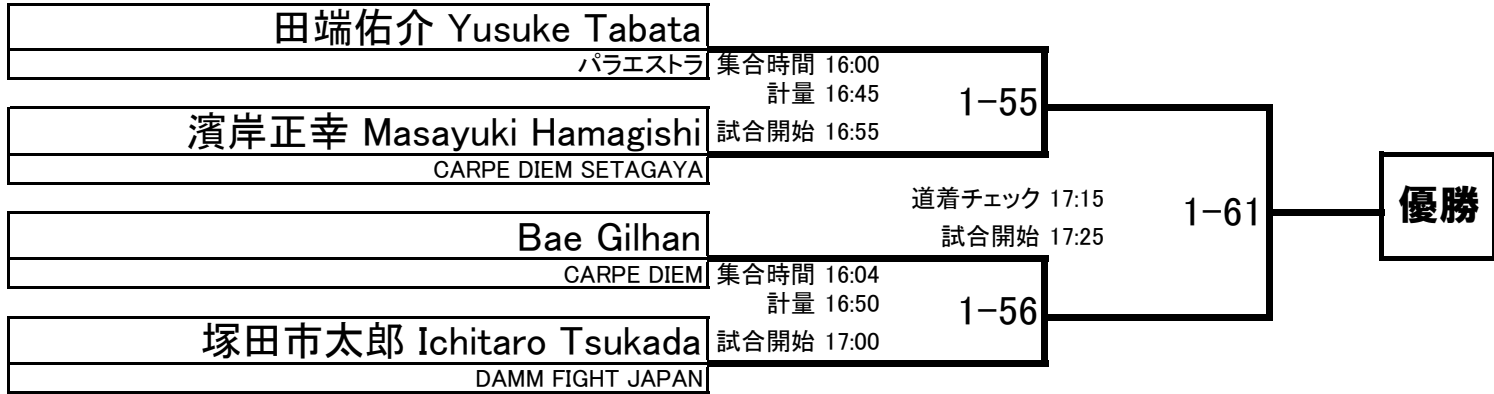 田端佑介 Yusuke Tabata
パラエストラ
集合時間 16:00
計量 16:45
1-55
濱岸正幸 Masayuki Hamagishi
試合開始 16:55
CARPE DIEM SETAGAYA
道着チェック 17:15
1-61
優勝
Bae Gilhan
試合開始 17:25
CARPE DIEM
集合時間 16:04
計量 16:50
1-56
塚田市太郎 Ichitaro Tsukada
試合開始 17:00
DAMM FIGHT JAPAN